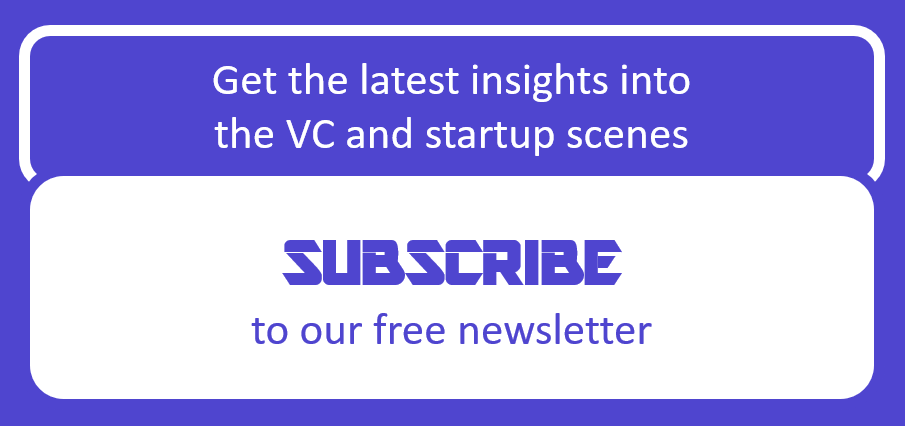 Get the latest insights into
the VC and startup scenes
SUBSCRIBE
to our free newsletter